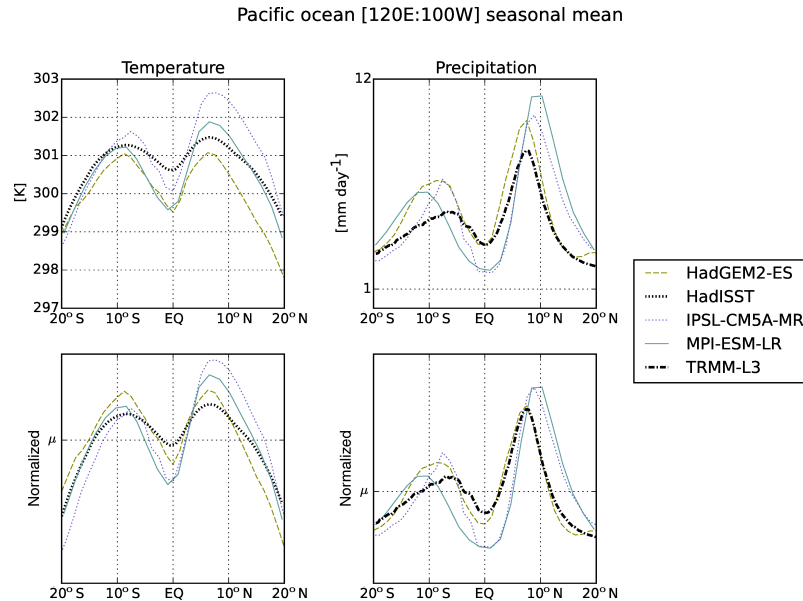 Pacific ocean [120E:100W] seasonal mean
Temperature
Precipitation
303
302
301
300
299
298
297
[K]
20° S 10° S EQ 10° N 20° N
12
1
[mm day⁻¹]
20° S 10° S EQ 10° N 20° N
HadGEM2-ES
HadISST
IPSL-CM5A-MR
MPI-ESM-LR
TRMM-L3
μ
Normalized
20° S 10° S EQ 10° N 20° N
μ
Normalized
20° S 10° S EQ 10° N 20° N